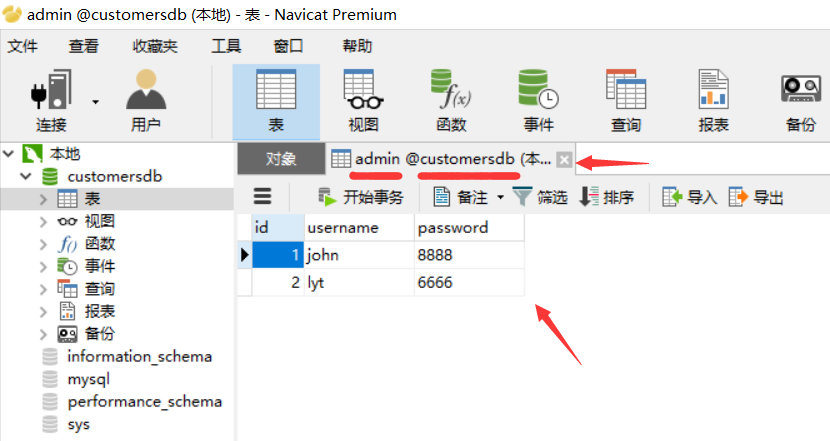 admin @customersdb (本地) - 表 - Navicat Premium
文件 查看 收藏夹 工具 窗口 帮助
连接 用户 表 视图 函数 事件 查询 报表 备份
本地
customersdb
表
视图
函数
事件
查询
报表
备份
information_schema
mysql
performance_schema
sys
对象 admin @customersdb (本...
开始事务 备注 筛选 排序 导入 导出
id username password
1 john 8888
2 lyt 6666